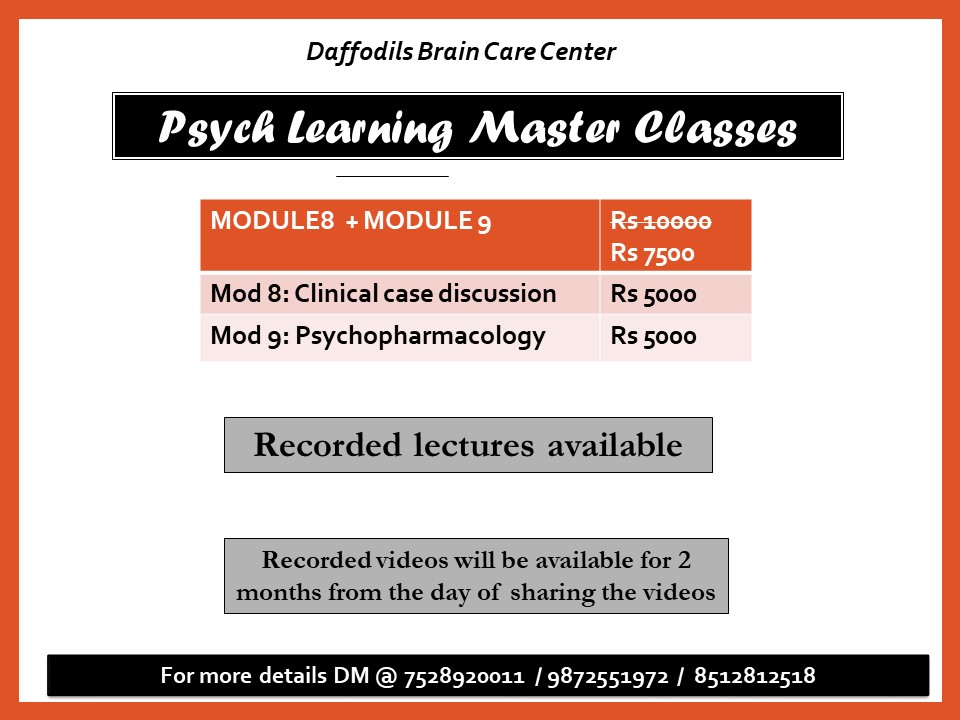 Daffodils Brain Care Center
Psych Learning Master Classes
MODULE8 + MODULE 9 Rs 10000
Rs 7500
Mod 8: Clinical case discussion Rs 5000
Mod 9: Psychopharmacology Rs 5000
Recorded lectures available
Recorded videos will be available for 2
months from the day of sharing the videos
For more details DM @ 7528920011 / 9872551972 / 8512812518